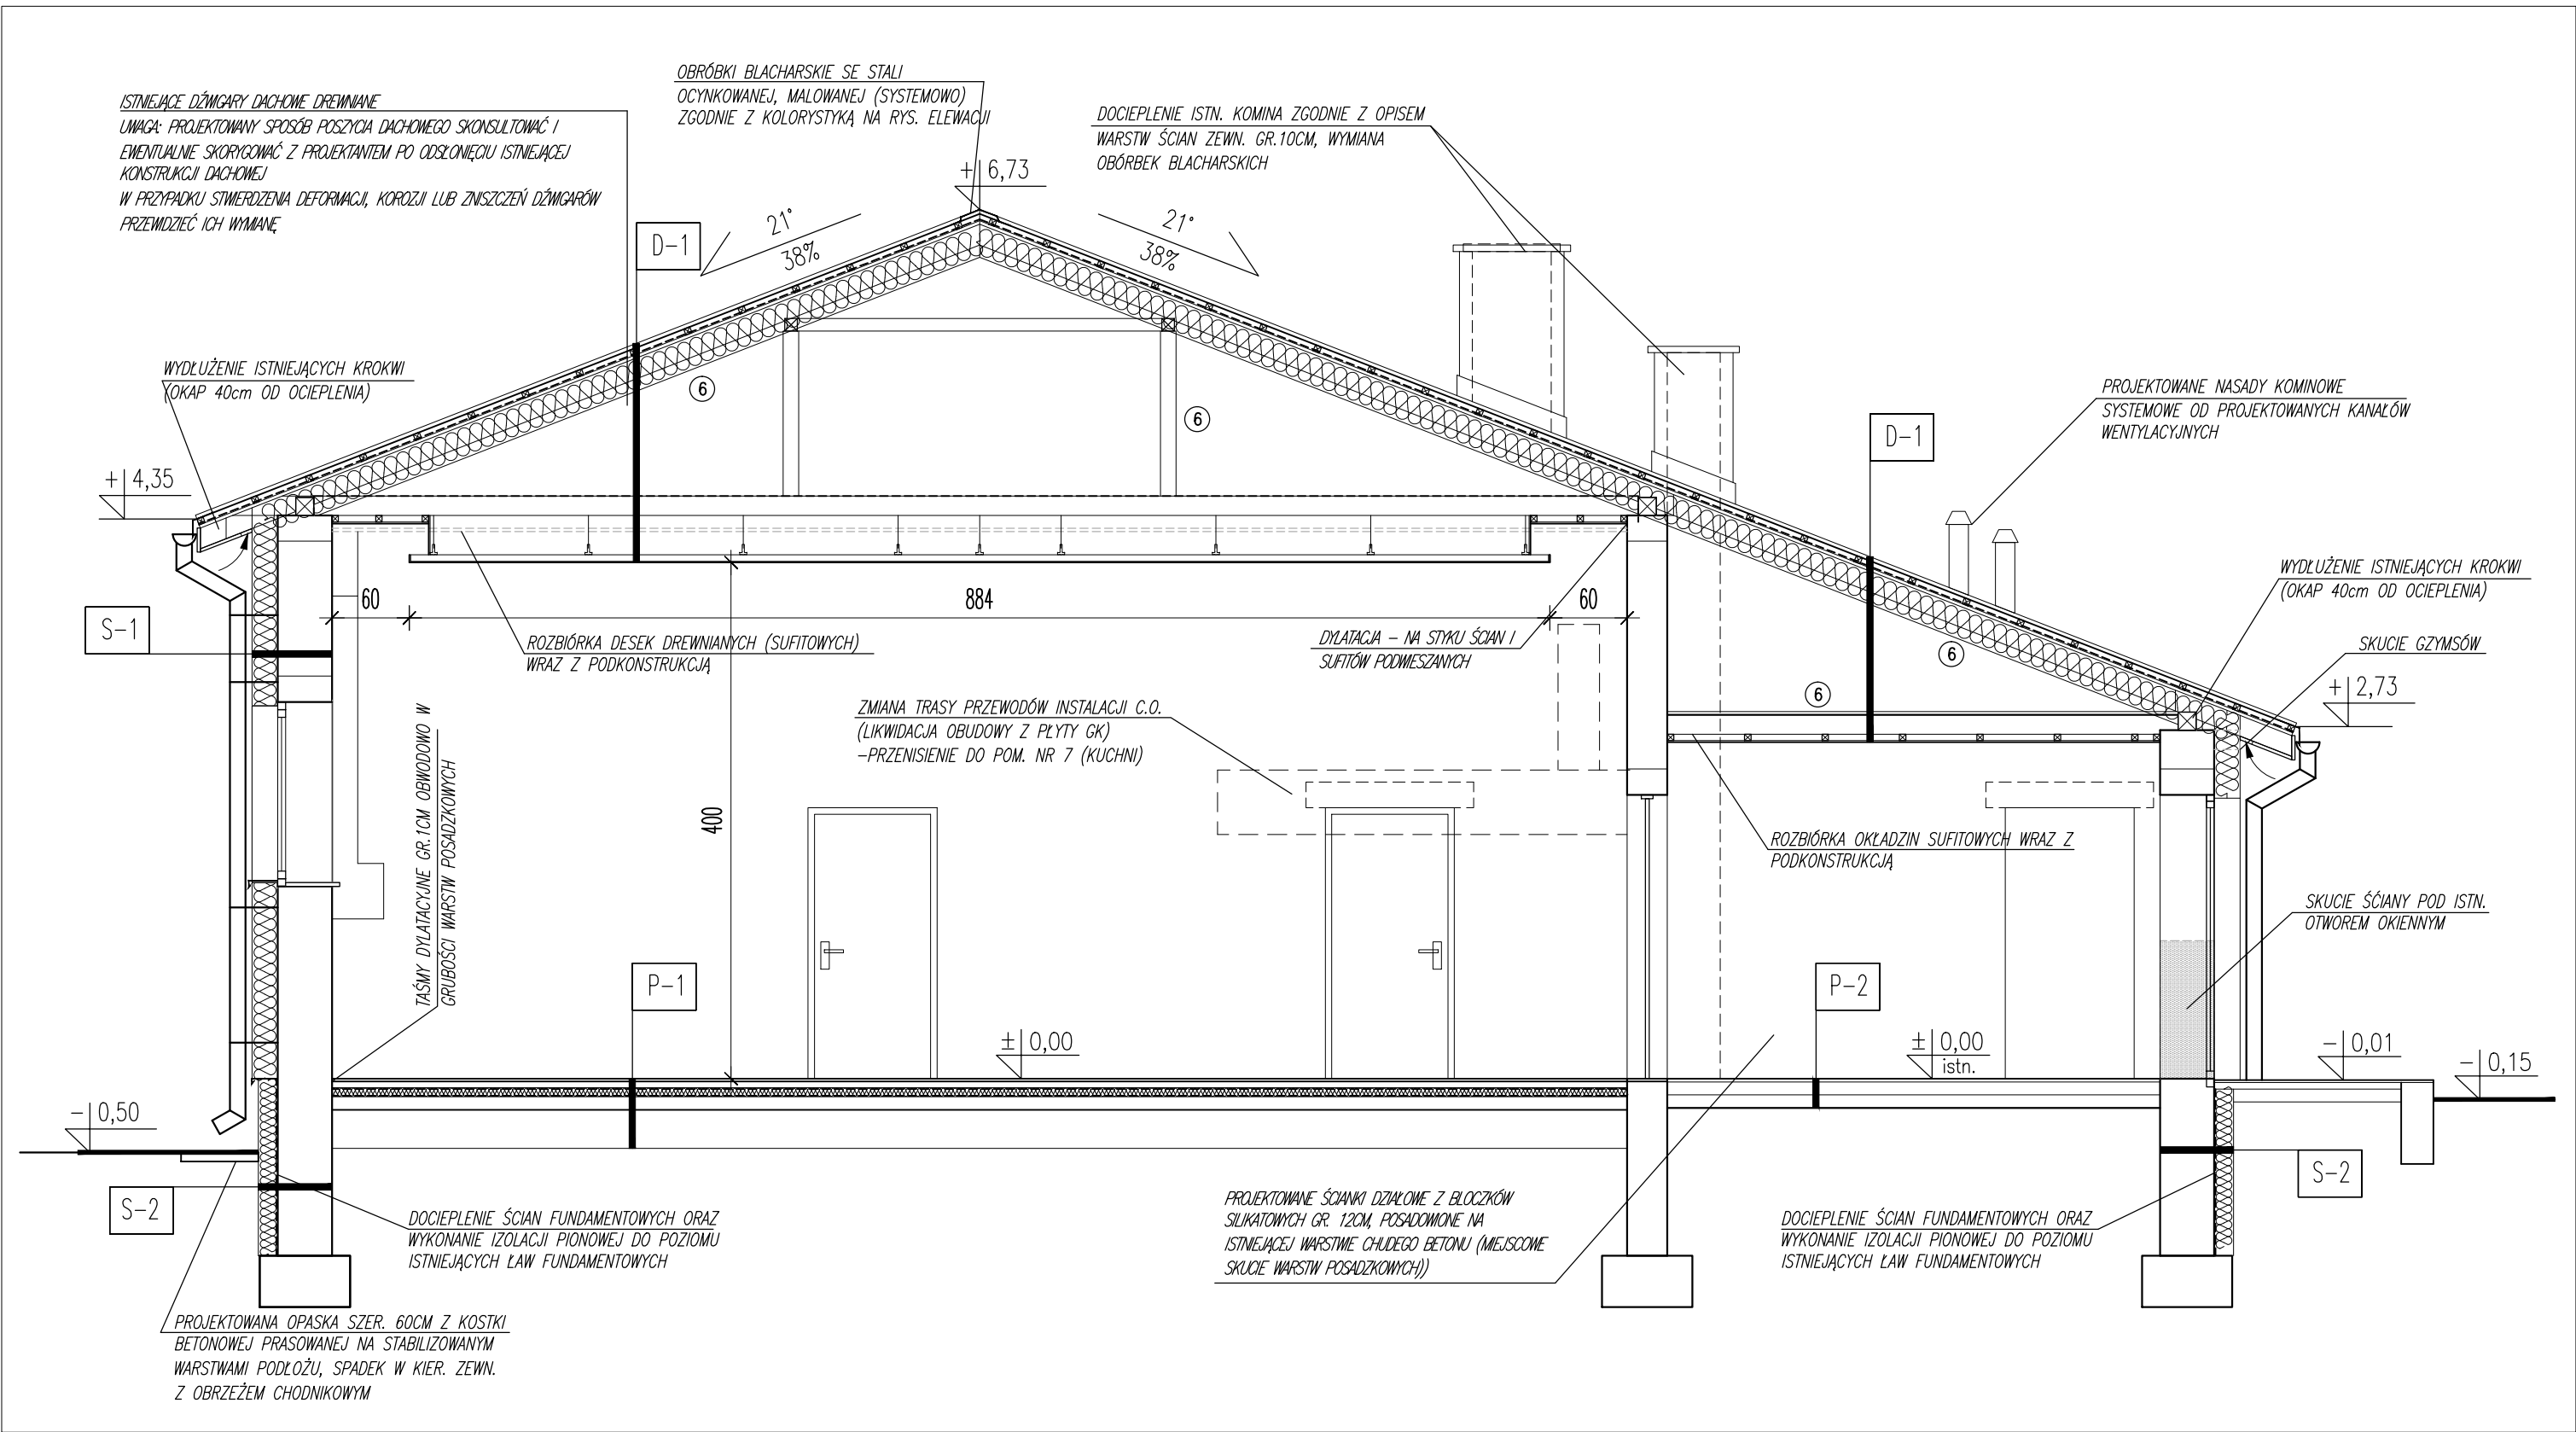 ISTNIEJĄCE DŹWIGARY DACHOWE DREWNIANE
UWAGA: PROJEKTOWANY SPOSÓB POSZYCIA DACHOWEGO SKONSULTOWAĆ I
EWENTUALNIE SKORYGOWAĆ Z PROJEKTANTEM PO ODSŁONIĘCIU ISTNIEJĄCEJ
KONSTRUKCJI DACHOWEJ
W PRZYPADKU STWIERDZENIA DEFORMACJI, KOROZJI LUB ZNISZCZEŃ DŹWIGARÓW
PRZEWIDZIEĆ ICH WYMIANĘ
OBRÓBKI BLACHARSKIE SE STALI
OCYNKOWANEJ, MALOWANEJ (SYSTEMOWO)
ZGODNIE Z KOLORYSTYKĄ NA RYS. ELEWACJI
DOCIEPLENIE ISTN. KOMINA ZGODNIE Z OPISEM
WARSTW ŚCIAN ZEWN. GR.10CM, WYMIANA
OBÓRBEK BLACHARSKICH
+ 6,73
21°
38%
21°
38%
D-1
WYDŁUŻENIE ISTNIEJĄCYCH KROKWI
(OKAP 40cm OD OCIEPLENIA)
6
6
PROJEKTOWANE NASADY KOMINOWE
SYSTEMOWE OD PROJEKTOWANYCH KANAŁÓW
WENTYLACYJNYCH
D-1
+ 4,35
WYDŁUŻENIE ISTNIEJĄCYCH KROKWI
(OKAP 40cm OD OCIEPLENIA)
S-1
60
884
60
ROZBIÓRKA DESEK DREWNIANYCH (SUFITOWYCH)
WRAZ Z PODKONSTRUKCJĄ
DYLATACJA – NA STYKU ŚCIAN I
SUFITÓW PODWIESZANYCH
6
6
SKUCIE GZYMSÓW
+ 2,73
ZMIANA TRASY PRZEWODÓW INSTALACJI C.O.
(LIKWIDACJA OBUDOWY Z PŁYTY GK)
-PRZENISIENIE DO POM. NR 7 (KUCHNI)
TAŚMY DYLATACYJNE GR.1CM OBWODOWO W
GRUBOŚCI WARSTW POSADZKOWYCH
400
ROZBIÓRKA OKŁADZIN SUFITOWYCH WRAZ Z
PODKONSTRUKCJĄ
SKUCIE ŚĆIANY POD ISTN.
OTWOREM OKIENNYM
P-1
P-2
± 0,00
± 0,00
istn.
- 0,01
- 0,15
- 0,50
S-2
S-2
DOCIEPLENIE ŚCIAN FUNDAMENTOWYCH ORAZ
WYKONANIE IZOLACJI PIONOWEJ DO POZIOMU
ISTNIEJĄCYCH ŁAW FUNDAMENTOWYCH
PROJEKTOWANE ŚCIANKI DZIAŁOWE Z BLOCZKÓW
SILIKATOWYCH GR. 12CM, POSADOWIONE NA
ISTNIEJĄCEJ WARSTWIE CHUDEGO BETONU (MIEJSCOWE
SKUCIE WARSTW POSADZKOWYCH))
DOCIEPLENIE ŚCIAN FUNDAMENTOWYCH ORAZ
WYKONANIE IZOLACJI PIONOWEJ DO POZIOMU
ISTNIEJĄCYCH ŁAW FUNDAMENTOWYCH
PROJEKTOWANA OPASKA SZER. 60CM Z KOSTKI
BETONOWEJ PRASOWANEJ NA STABILIZOWANYM
WARSTWAMI PODŁOŻU, SPADEK W KIER. ZEWN.
Z OBRZEŻEM CHODNIKOWYM